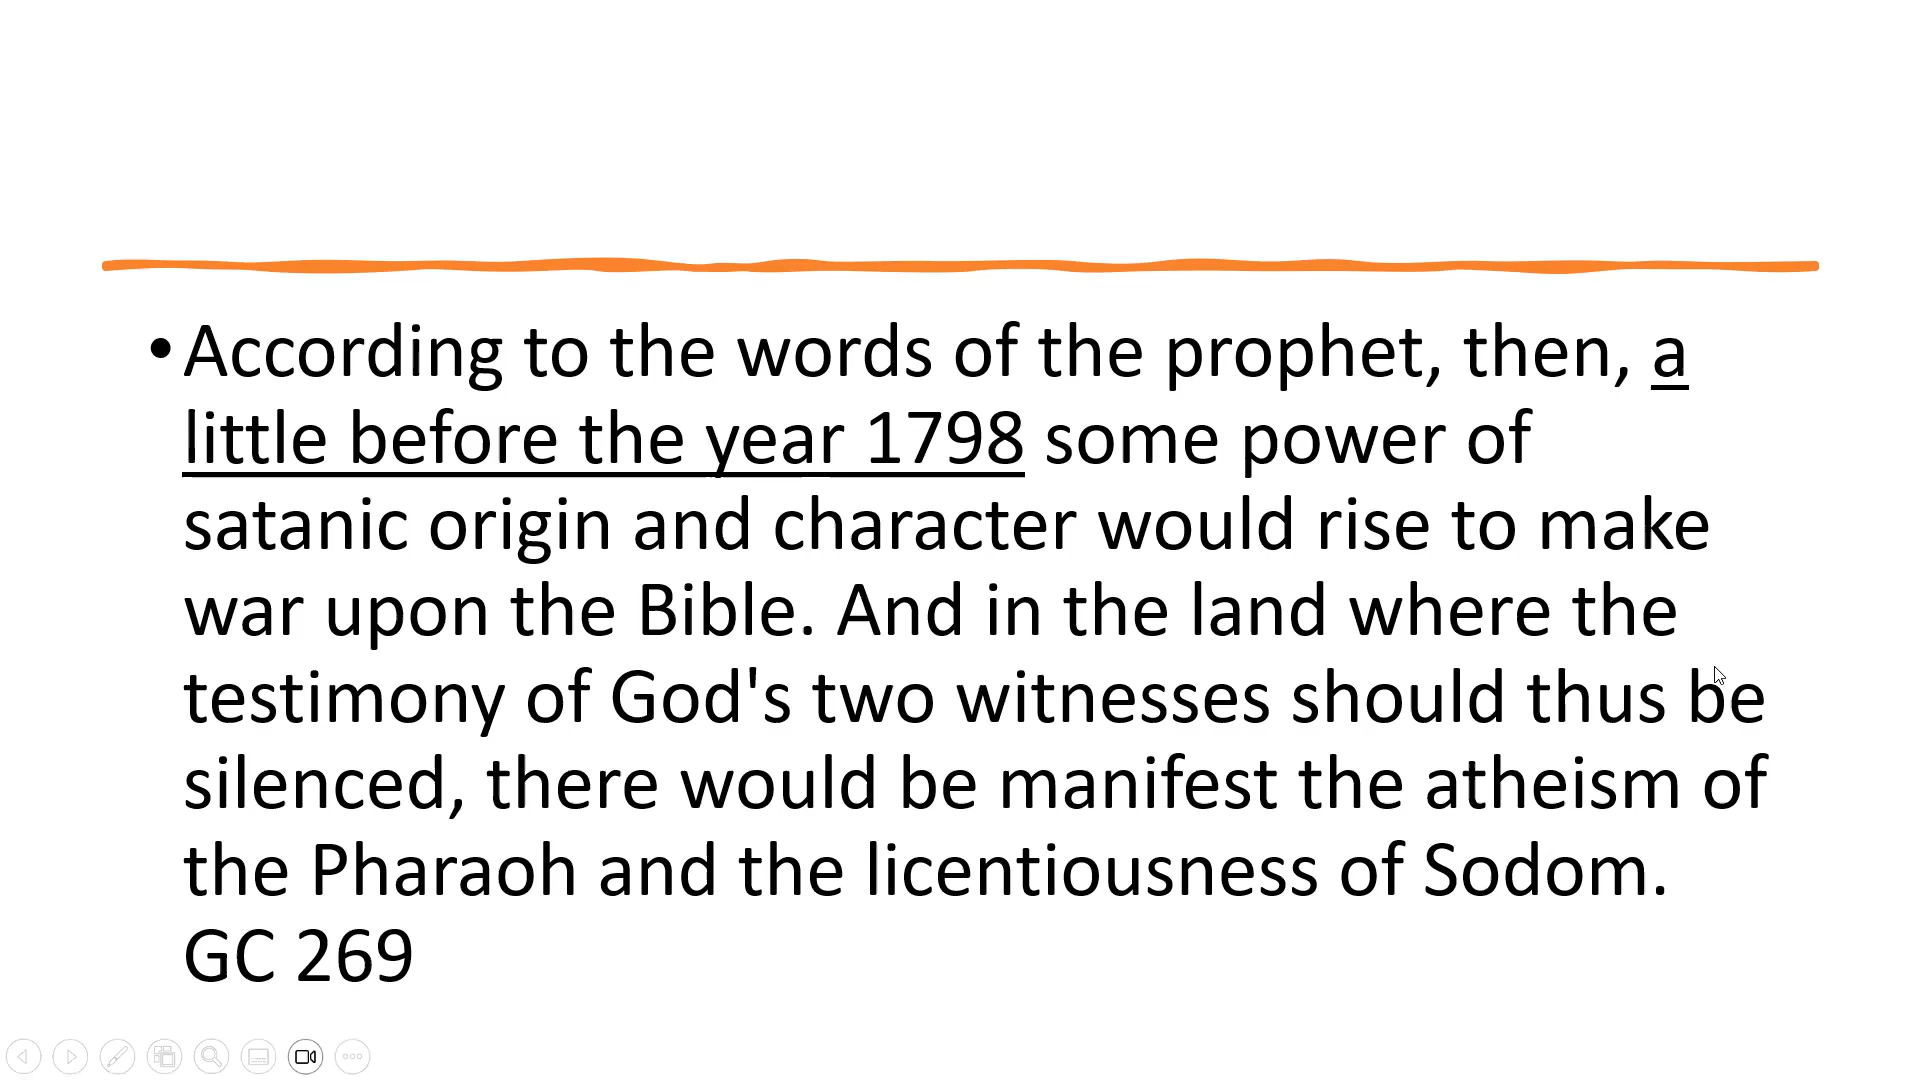 •According to the words of the prophet, then, a
little before the year 1798 some power of
satanic origin and character would rise to make
war upon the Bible. And in the land where the
testimony of God's two witnesses should thus be
silenced, there would be manifest the atheism of
the Pharaoh and the licentiousness of Sodom.
GC 269